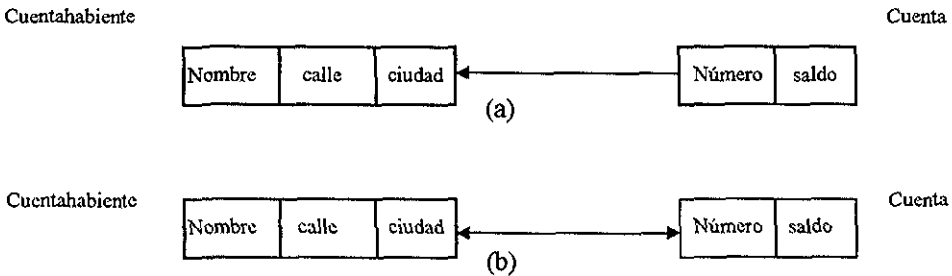 Cuentahabiente Cuenta
Nombre calle ciudad Número saldo
(a)
Cuentahabiente Cuenta
Nombre calle ciudad Número saldo
(b)